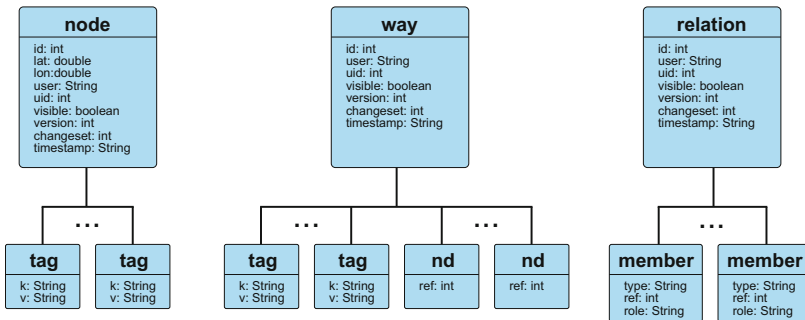 node
id: int
lat: double
lon:double
user: String
uid: int
visible: boolean
version: int
changeset: int
timestamp: String
...
tag
k: String
v: String
tag
k: String
v: String
way
id: int
user: String
uid: int
visible: boolean
version: int
changeset: int
timestamp: String
...
...
tag
k: String
v: String
tag
k: String
v: String
nd
ref: int
nd
ref: int
relation
id: int
user: String
uid: int
visible: boolean
version: int
changeset: int
timestamp: String
...
member
type: String
ref: int
role: String
member
type: String
ref: int
role: String